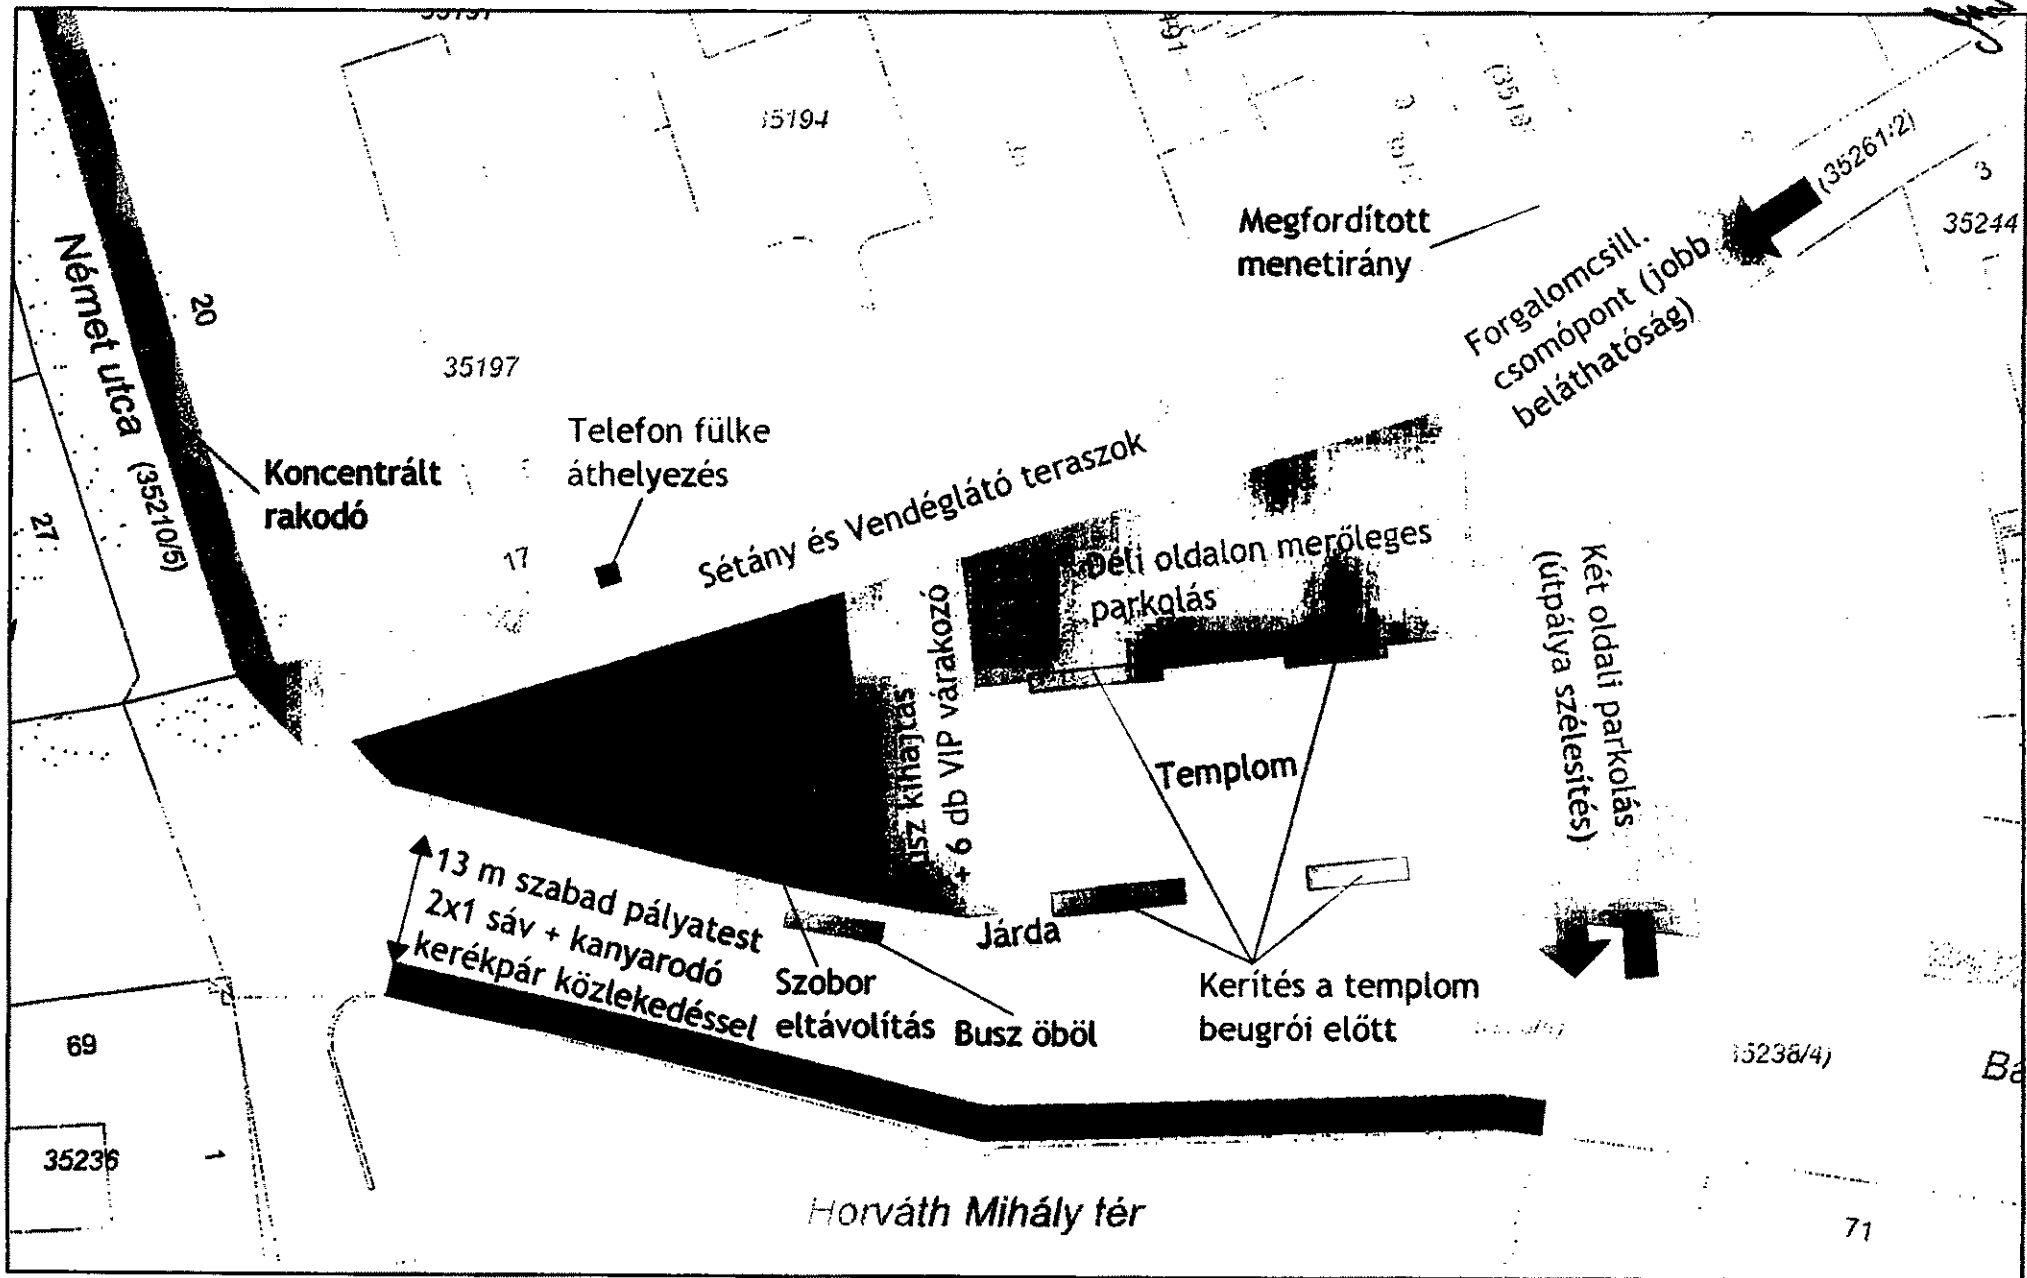 35194
(35261/2)
3
35244
Megfordított
menetirány
Forgalomcsill.
csomópont (jobb
beláthatóság)
Német utca (35210/5)
20
27
35197
Koncentrált
rakodó
Telefon fülke
áthelyezés
17
Sétány és Vendéglátó teraszok
Déli oldalon merőleges
parkolás
Két oldali parkolás
(útpálya szélesítés)
usz kihajtás
+ 6 db VIP várakozó
Templom
13 m szabad pályatest
2x1 sáv + kanyarodó
kerékpár közlekedéssel
Szobor
eltávolítás
Busz öböl
Járda
Kerítés a templom
beugrói előtt
69
35236
1
Horváth Mihály tér
71